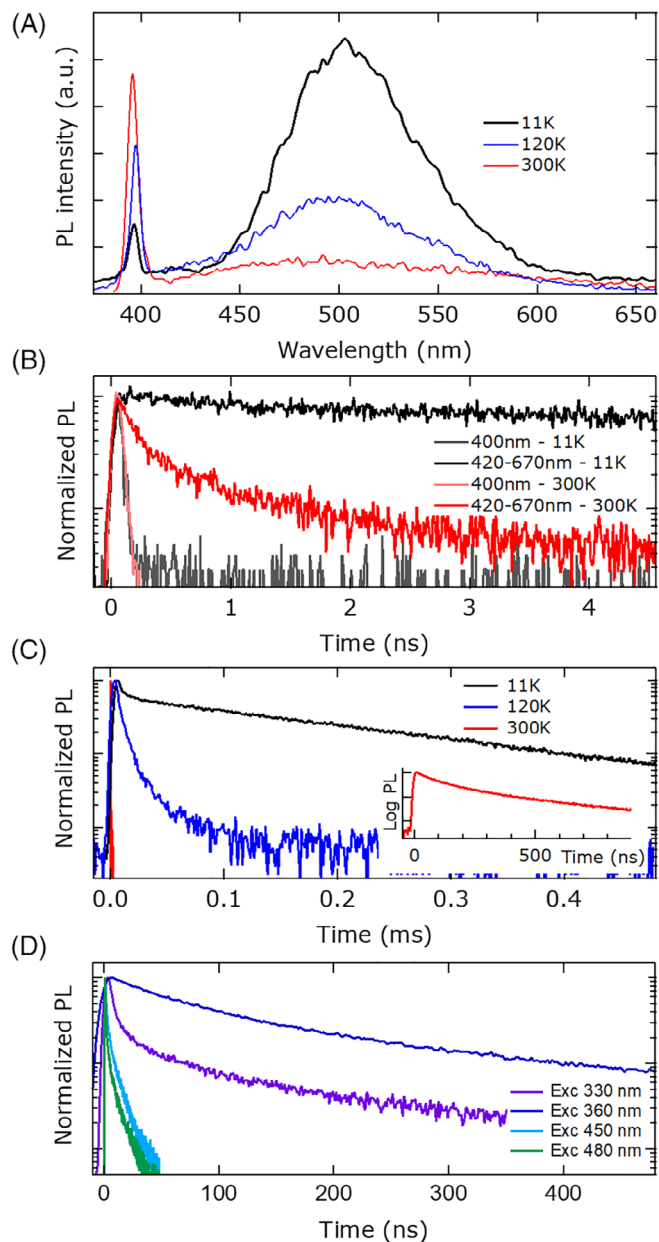 (A)
PL intensity (a.u.)
11K
120K
300K
400 450 500 550 600 650
Wavelength (nm)
(B)
Normalized PL
400nm - 11K
420-670nm - 11K
400nm - 300K
420-670nm - 300K
0 1 2 3 4
Time (ns)
(C)
Normalized PL
11K
120K
300K
Log PL
0 500 Time (ns)
0.0 0.1 0.2 0.3 0.4
Time (ms)
(D)
Normalized PL
Exc 330 nm
Exc 360 nm
Exc 450 nm
Exc 480 nm
0 100 200 300 400
Time (ns)